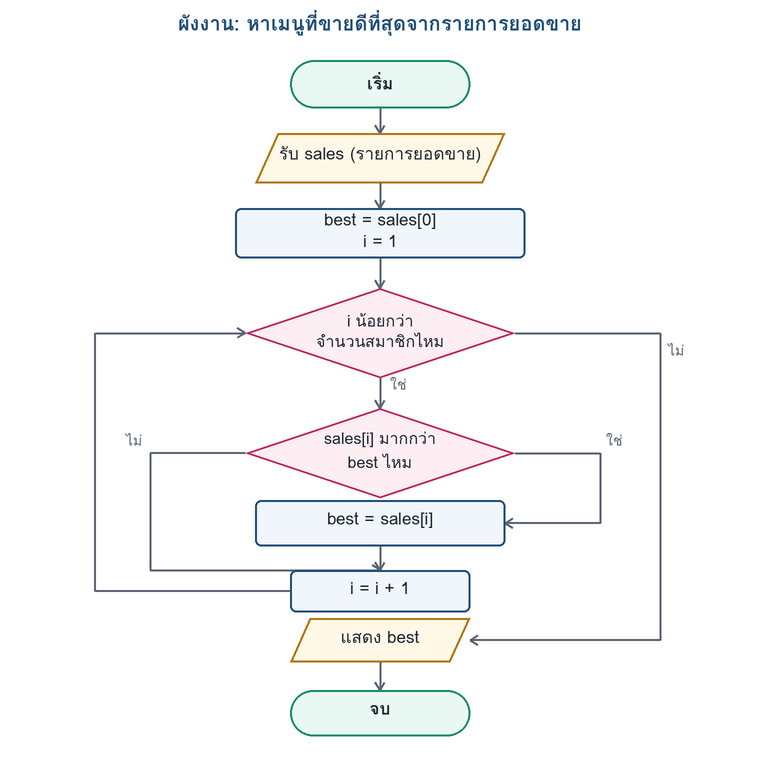 ผังงาน: หาเมนูที่ขายดีที่สุดจากรายการยอดขาย
เริ่ม
รับ sales (รายการยอดขาย)
best = sales[0]
i = 1
i น้อยกว่า
จำนวนสมาชิกไหม
ไม่
ใช่
sales[i] มากกว่า
best ไหม
ไม่
ใช่
best = sales[i]
i = i + 1
แสดง best
จบ